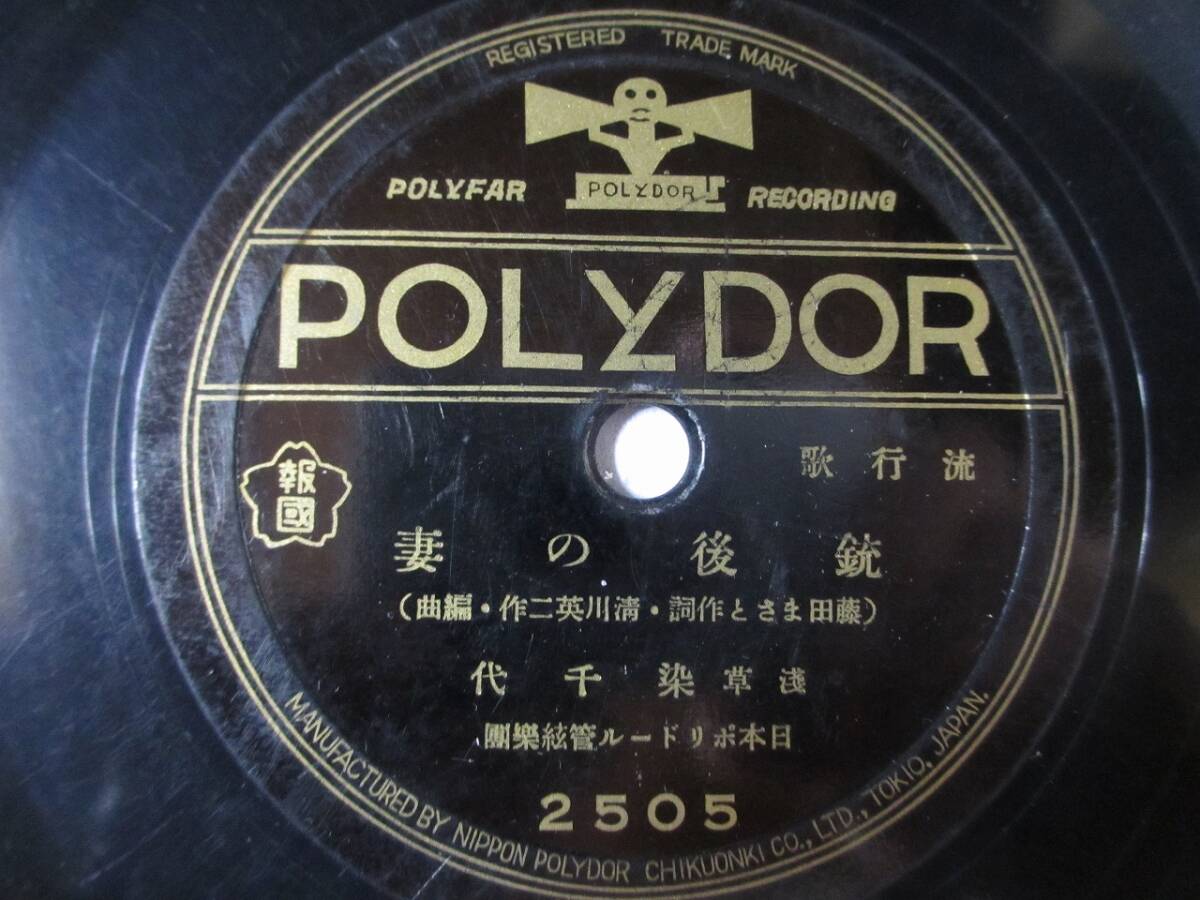 REGISTERED TRADE MARK
POLYFAR POLYDOR RECORDING
POLYDOR
流行歌
報國
銃後の妻
(藤田まさと作詞・清川英二作・編曲)
淺草染千代
日本ポリドール管絃樂團
2505
MANUFACTURED BY NIPPON POLYDOR CHIKUONKI CO., LTD., TOKIO, JAPAN.